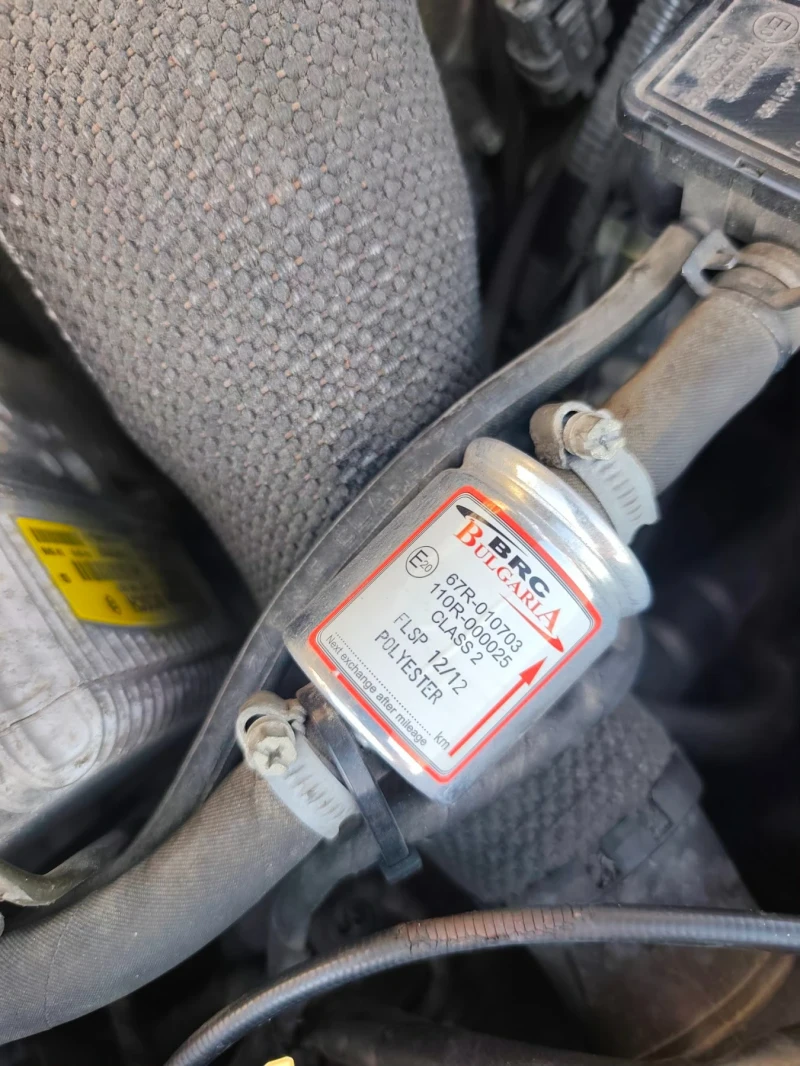 BRC
BULGARIA
E20
67R-010703
110R-000025
CLASS 2
FLSP 12/12
POLYESTER
Next exchange after mileage .................. km